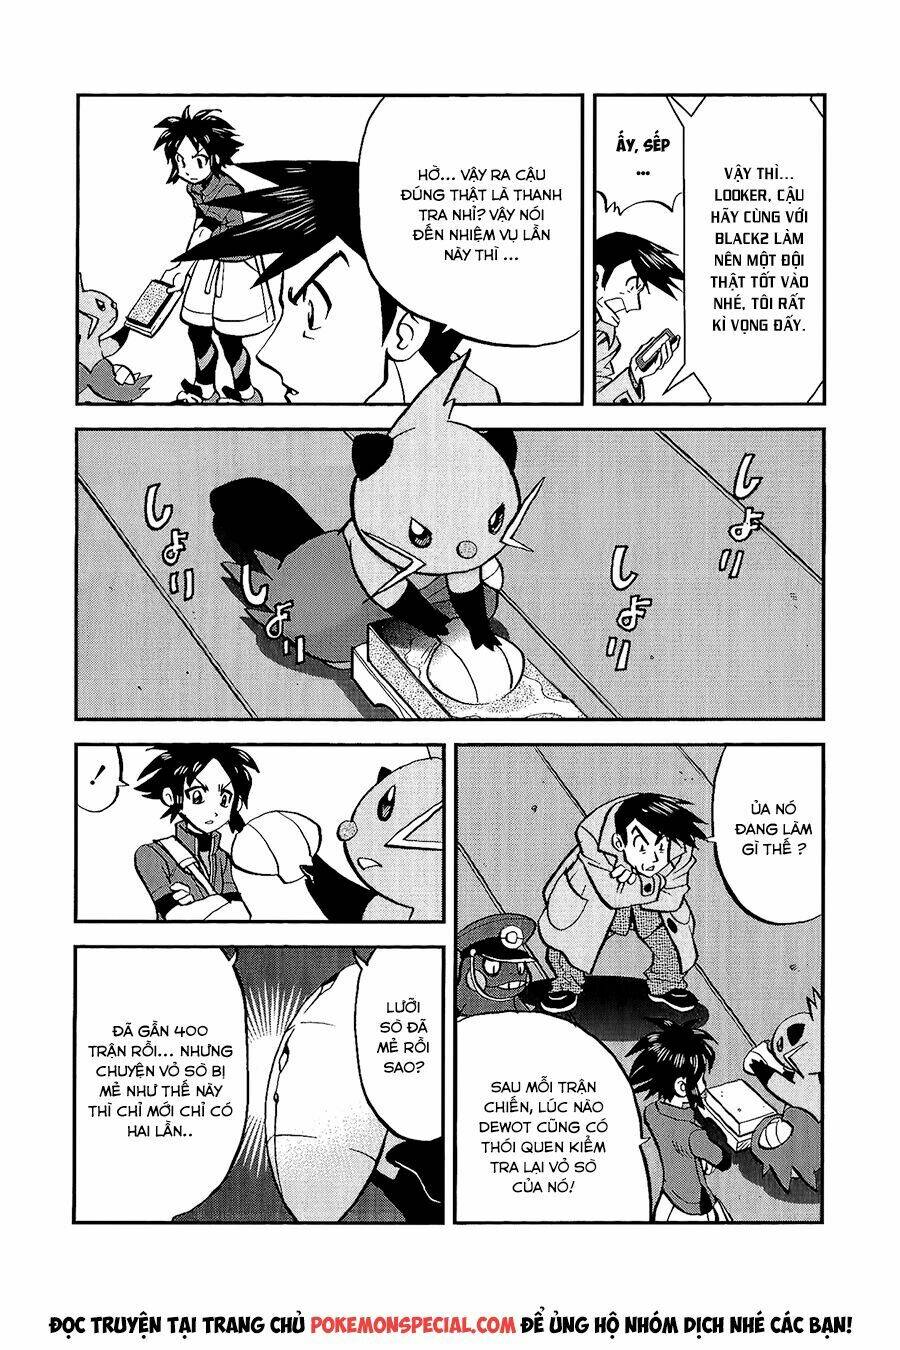 ẤY, SẾP
...
VẬY THÌ...
LOOKER, CẬU
HÃY CÙNG VỚI
BLACK2 LÀM
NÊN MỘT ĐỘI
THẬT TỐT VÀO
NHÉ, TÔI RẤT
KÌ VỌNG ĐẤY.
HỜ... VẬY RA CẬU
ĐÚNG THẬT LÀ THANH
TRA NHỈ? VẬY NÓI
ĐẾN NHIỆM VỤ LẦN
NÀY THÌ ...
しょり
しょり
しょり
しょり
ỦA NÓ
ĐANG LÀM
GÌ THẾ ?
SAU MỖI TRẬN
CHIẾN, LÚC NÀO
DEWOT CŨNG CÓ
THÓI QUEN KIỂM
TRA LẠI VỎ SÒ
CỦA NÓ!
!
LƯỠI
SÒ ĐÃ
MẺ RỒI
SAO?
ĐÃ GẦN 400
TRẬN RỒI... NHƯNG
CHUYỆN VỎ SÒ BỊ
MẺ NHƯ THẾ NÀY
THÌ CHỈ MỚI CHỈ CÓ
HAI LẦN..
ĐỌC TRUYỆN TẠI TRANG CHỦ POKEMONSPECIAL.COM ĐỂ ỦNG HỘ NHÓM DỊCH NHÉ CÁC BẠN!